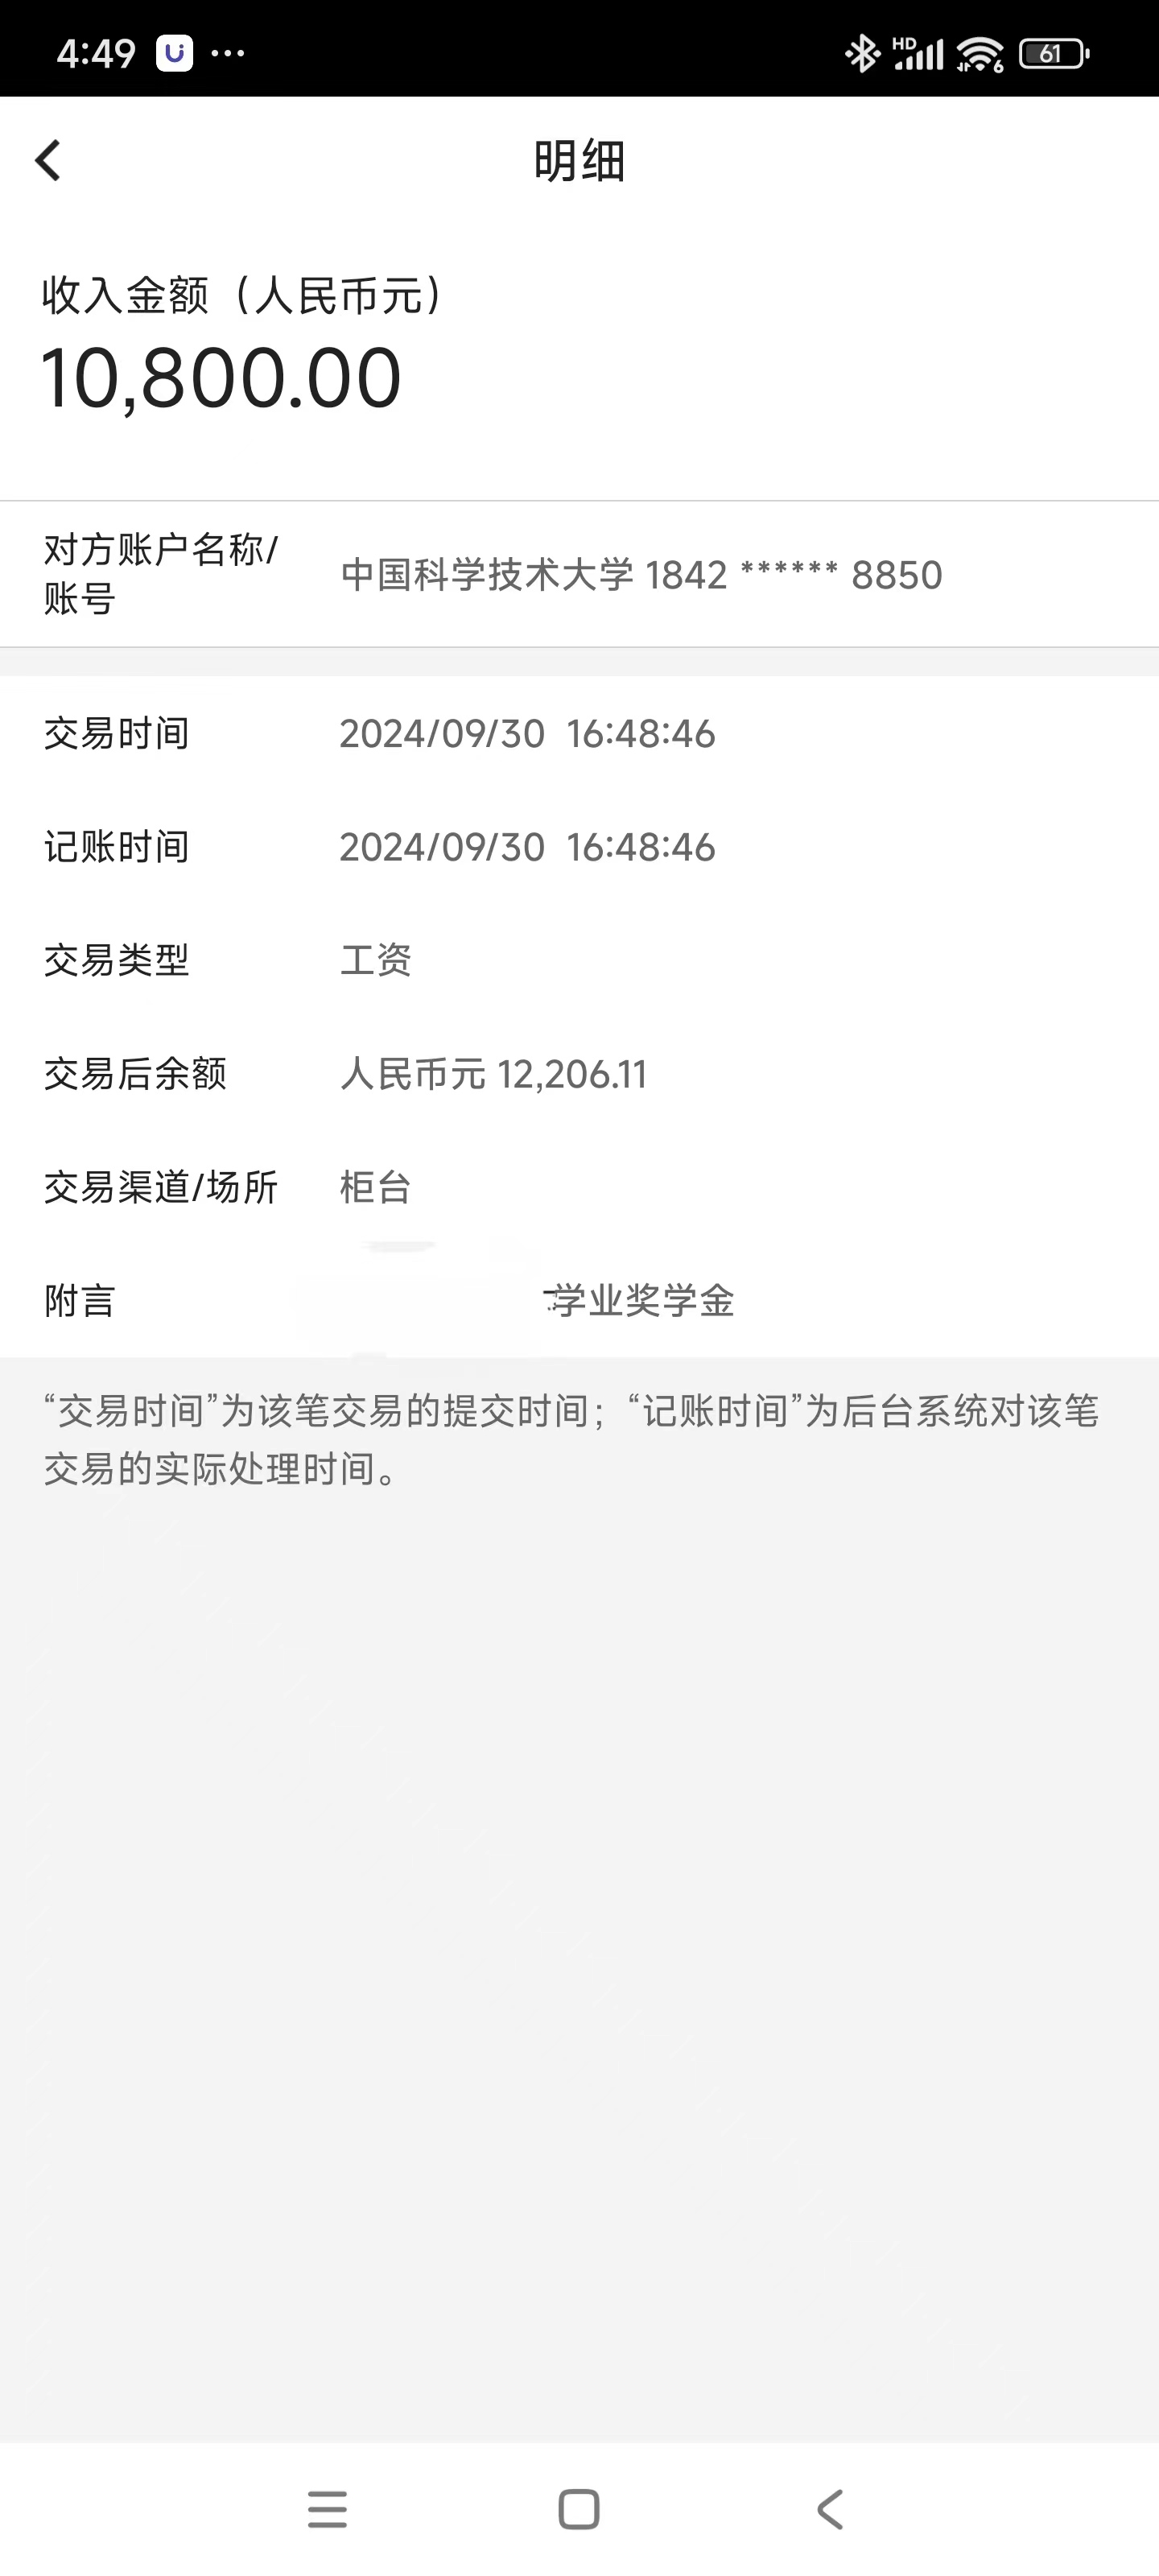 4:49
HD
6
61
明细
收入金额（人民币元）
10,800.00
对方账户名称/
账号
中国科学技术大学 1842 ****** 8850
交易时间
2024/09/30 16:48:46
记账时间
2024/09/30 16:48:46
交易类型
工资
交易后余额
人民币元 12,206.11
交易渠道/场所
柜台
附言
学业奖学金
“交易时间”为该笔交易的提交时间；“记账时间”为后台系统对该笔
交易的实际处理时间。